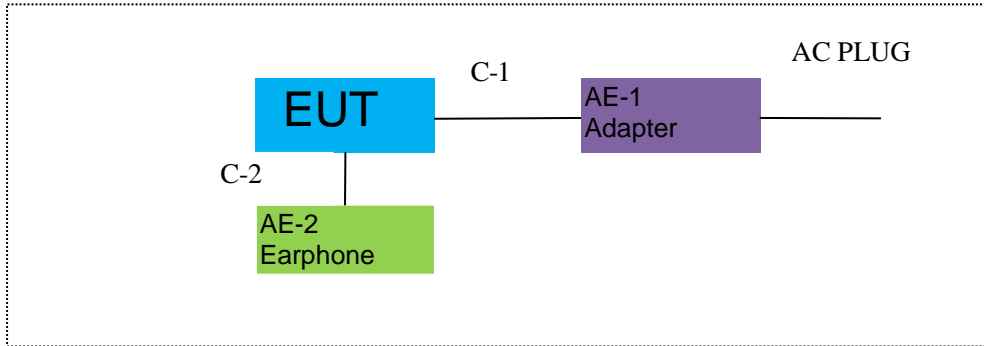 AC PLUG
C-1
EUT
AE-1
Adapter
C-2
AE-2
Earphone